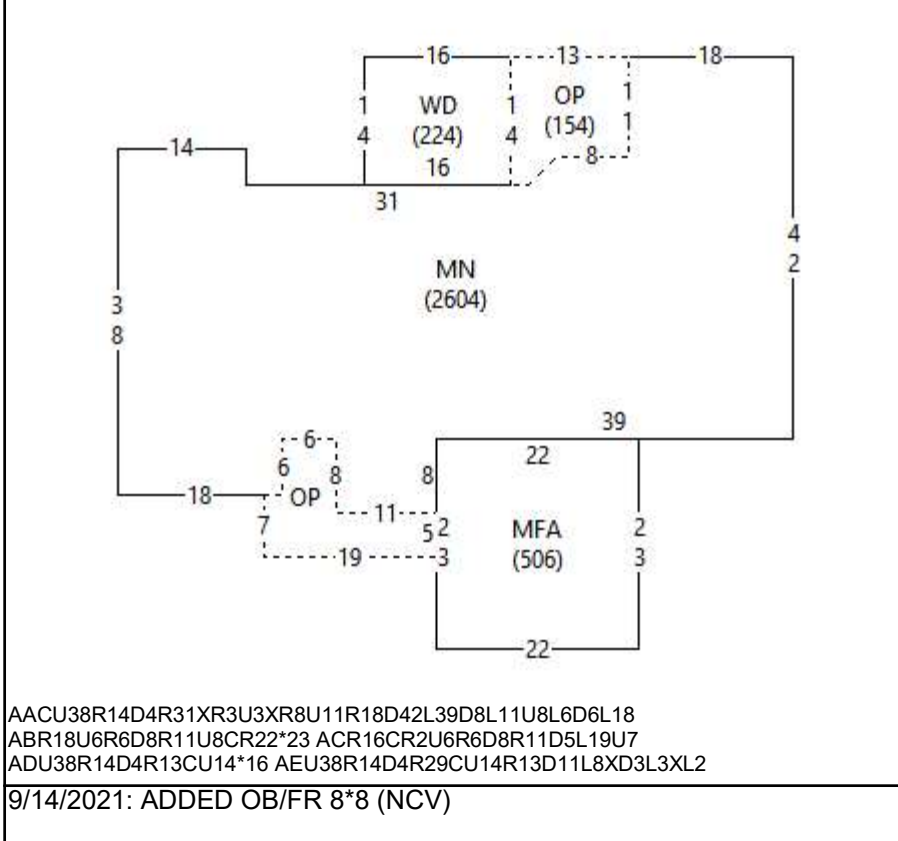 16 13 18
1 4 WD (224) 16 1 4 OP (154) 1 1
14 8
31
4 2
MN
(2604)
3 8
39
6 22
6 8 8
18 OP 11
7 5 2 3 MFA (506) 2 3
19
22
AACU38R14D4R31XR3U3XR8U11R18D42L39D8L11U8L6D6L18
ABR18U6R6D8R11U8CR22*23 ACR16CR2U6R6D8R11D5L19U7
ADU38R14D4R13CU14*16 AEU38R14D4R29CU14R13D11L8XD3L3XL2
9/14/2021: ADDED OB/FR 8*8 (NCV)